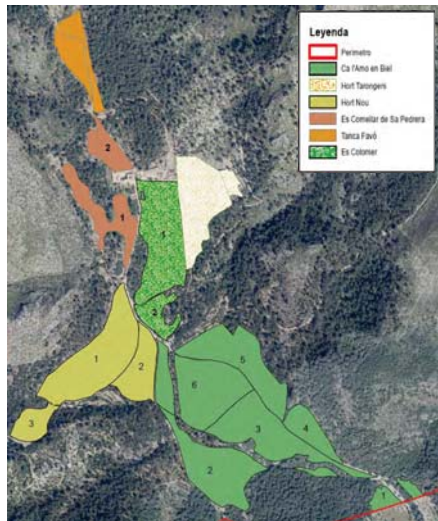 Leyenda
Perímetro
Ca l'Amo en Biel
Hort Tarongers
Hort Nou
Es Comellar de Sa Pedrera
Tanca Favó
Es Colomer
2
1
1
2
1
2
3
5
6
4
3
2
1